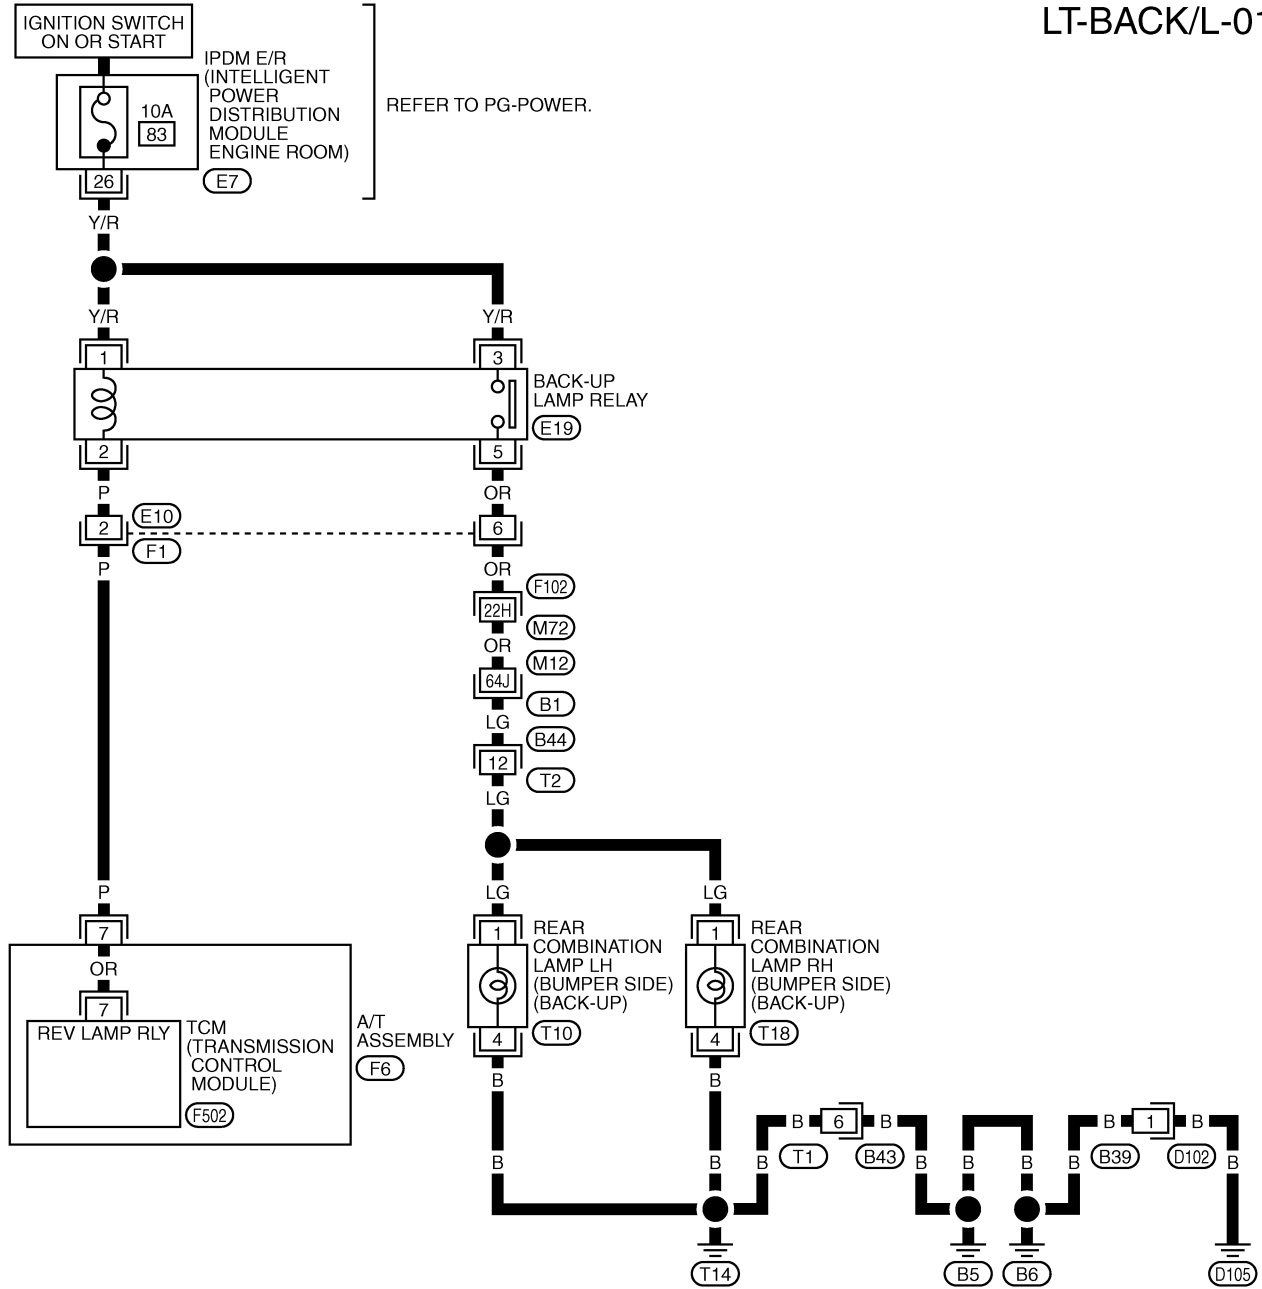 LT-BACK/L-01
IGNITION SWITCH
ON OR START
IPDM E/R
(INTELLIGENT
POWER
DISTRIBUTION
MODULE
ENGINE ROOM)
REFER TO PG-POWER.
10A
83
26
E7
Y/R
Y/R
Y/R
1
3
BACK-UP
LAMP RELAY
E19
2
5
P
OR
2
E10
F1
6
P
OR
F102
22H
M72
OR
M12
64J
B1
LG
B44
12
T2
LG
P
LG
LG
7
1
REAR
COMBINATION
LAMP LH
(BUMPER SIDE)
(BACK-UP)
1
REAR
COMBINATION
LAMP RH
(BUMPER SIDE)
(BACK-UP)
OR
7
REV LAMP RLY
TCM
(TRANSMISSION
CONTROL
MODULE)
F502
A/T
ASSEMBLY
F6
4
T10
4
T18
B
B
B
6
B
B
1
B
T1
B43
B39
D102
B
B
B
B
B
B
B
B
T14
B5
B6
D105